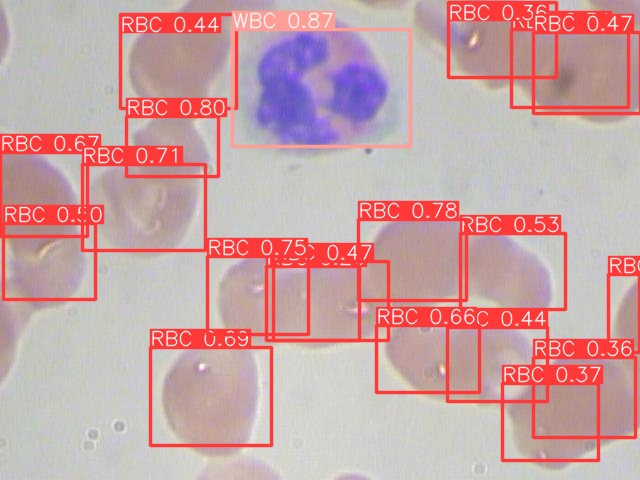 RBC 0.36
RBC 0.44
WBC 0.87
RBC 0.47
RBC 0.80
RBC 0.67
RBC 0.71
RBC 0.50
RBC 0.78
RBC 0.53
RBC 0.75
0.47
RBC
RBC 0.66
0.44
RBC 0.69
RBC 0.36
RBC 0.37